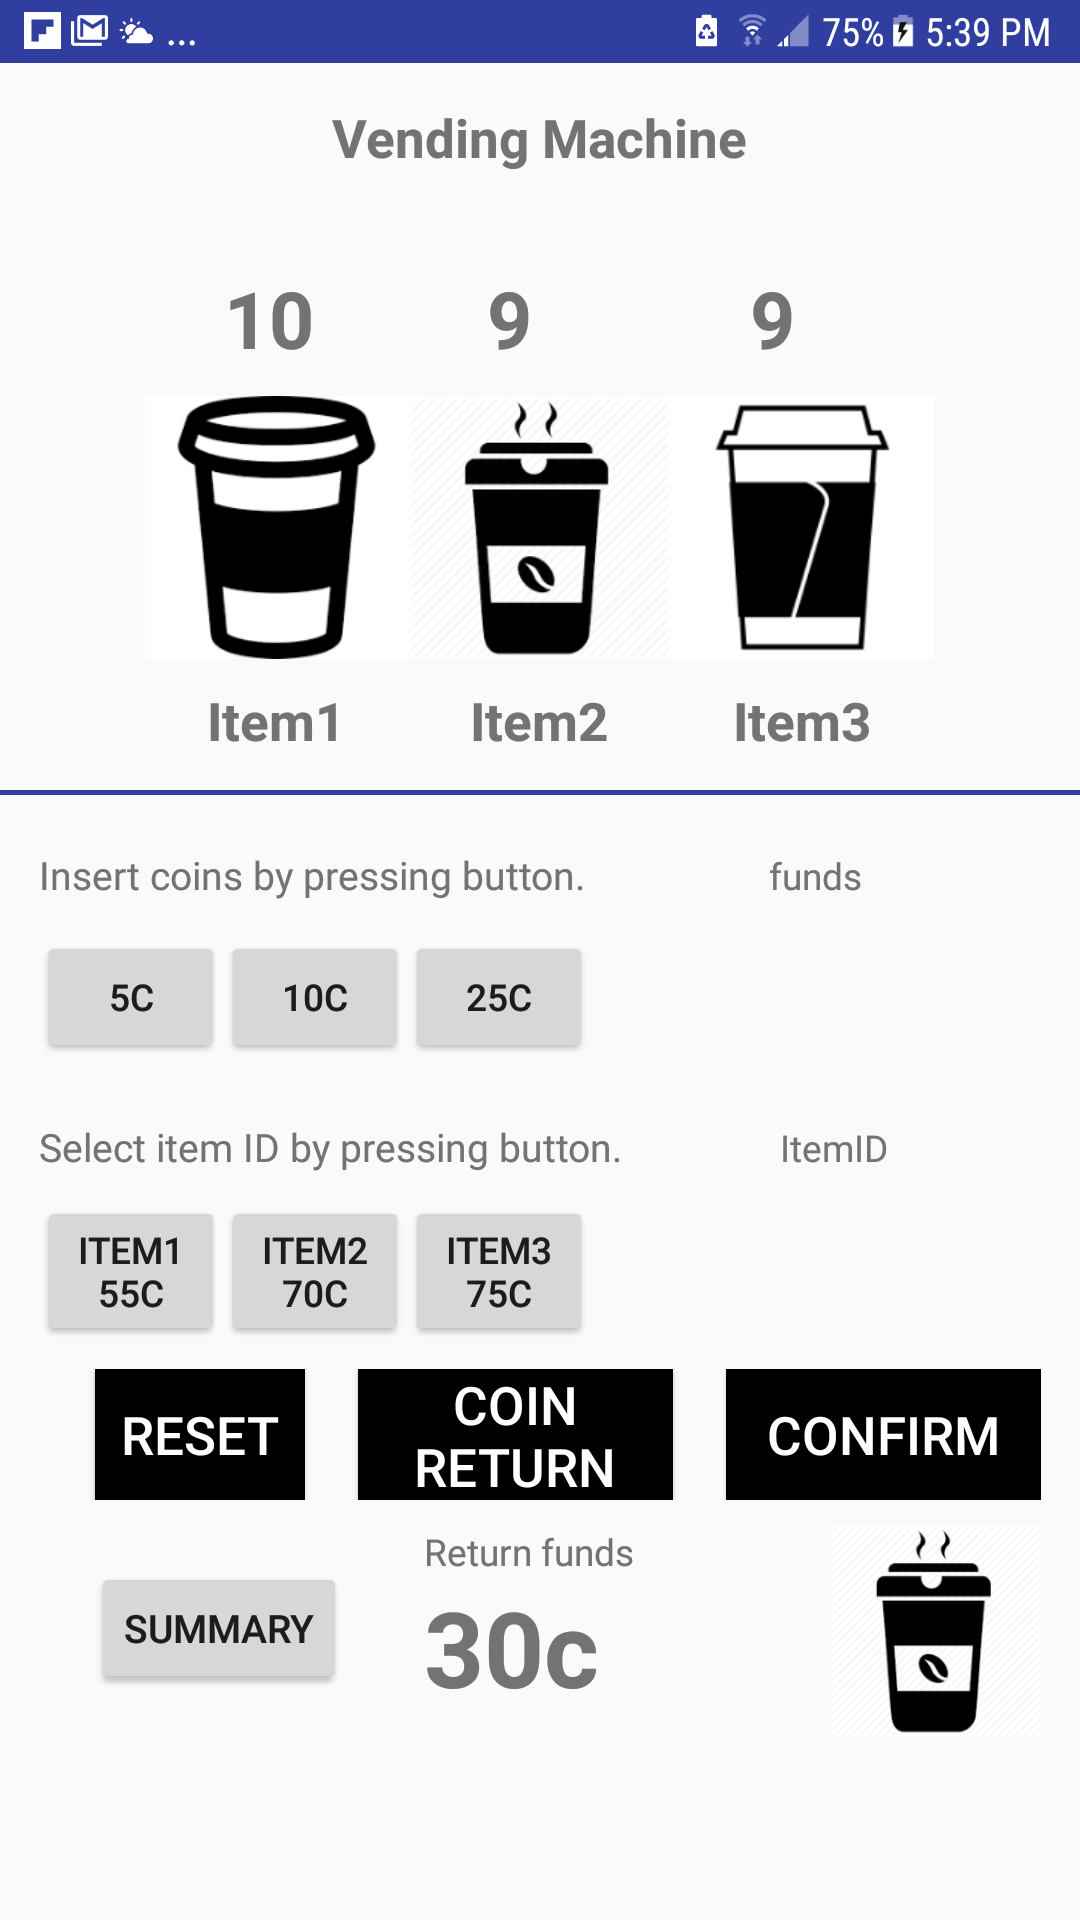 ... 75% 5:39 PM
Vending Machine
10 9 9
Item1 Item2 Item3
Insert coins by pressing button. funds
5C 10C 25C
Select item ID by pressing button. ItemID
ITEM1 ITEM2 ITEM3
55C 70C 75C
RESET COIN RETURN CONFIRM
Return funds
SUMMARY 30c